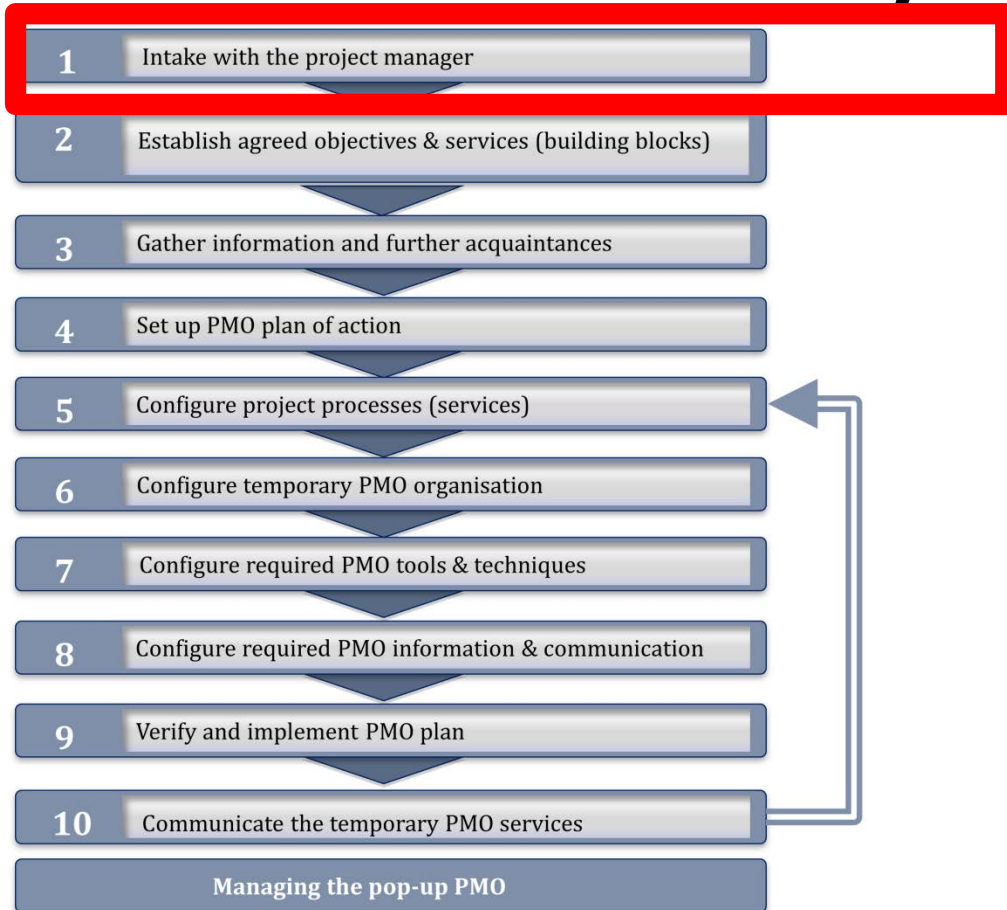 1 Intake with the project manager
2 Establish agreed objectives & services (building blocks)
3 Gather information and further acquaintances
4 Set up PMO plan of action
5 Configure project processes (services)
6 Configure temporary PMO organisation
7 Configure required PMO tools & techniques
8 Configure required PMO information & communication
9 Verify and implement PMO plan
10 Communicate the temporary PMO services
Managing the pop-up PMO